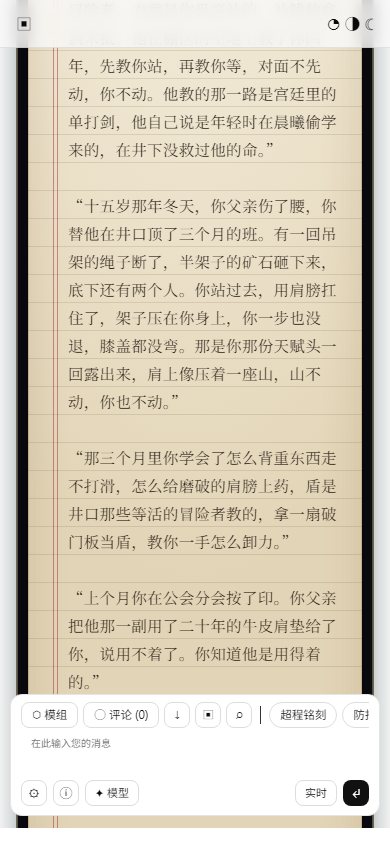 年，先教你站，再教你等，对面不先
动，你不动。他教的那一路是宫廷里的
单打剑，他自己说是年轻时在晨曦偷学
来的，在井下没救过他的命。”
“十五岁那年冬天，你父亲伤了腰，你
替他在井口顶了三个月的班。有一回吊
架的绳子断了，半架子的矿石砸下来，
底下还有两个人。你站过去，用肩膀扛
住了，架子压在你身上，你一步也没
退，膝盖都没弯。那是你那份天赋头一
回露出来，肩上像压着一座山，山不
动，你也不动。”
“那三个月里你学会了怎么背重东西走
不打滑，怎么给磨破的肩膀上药，盾是
井口那些等活的冒险者教的，拿一扇破
门板当盾，教你一手怎么卸力。”
“上个月你在公会分会按了印。你父亲
把他那一副用了二十年的牛皮肩垫给了
你，说用不着了。你知道他是用得着
的。”
模组 评论 (0) 超程铭刻
在此输入您的消息
模型 实时